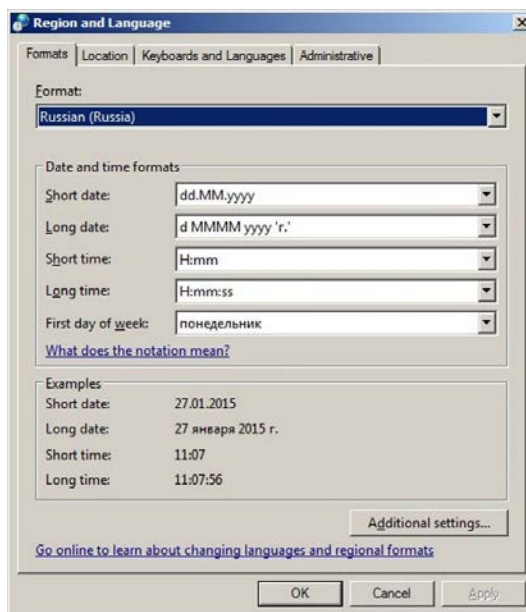 Region and Language
Formats Location Keyboards and Languages Administrative
Format:
Russian (Russia)
Date and time formats
Short date: dd.MM.yyyy
Long date: d MMMM yyyy 'г.'
Short time: H:mm
Long time: H:mm:ss
First day of week: понедельник
What does the notation mean?
Examples
Short date: 27.01.2015
Long date: 27 января 2015 г.
Short time: 11:07
Long time: 11:07:56
Additional settings...
Go online to learn about changing languages and regional formats
OK Cancel Apply